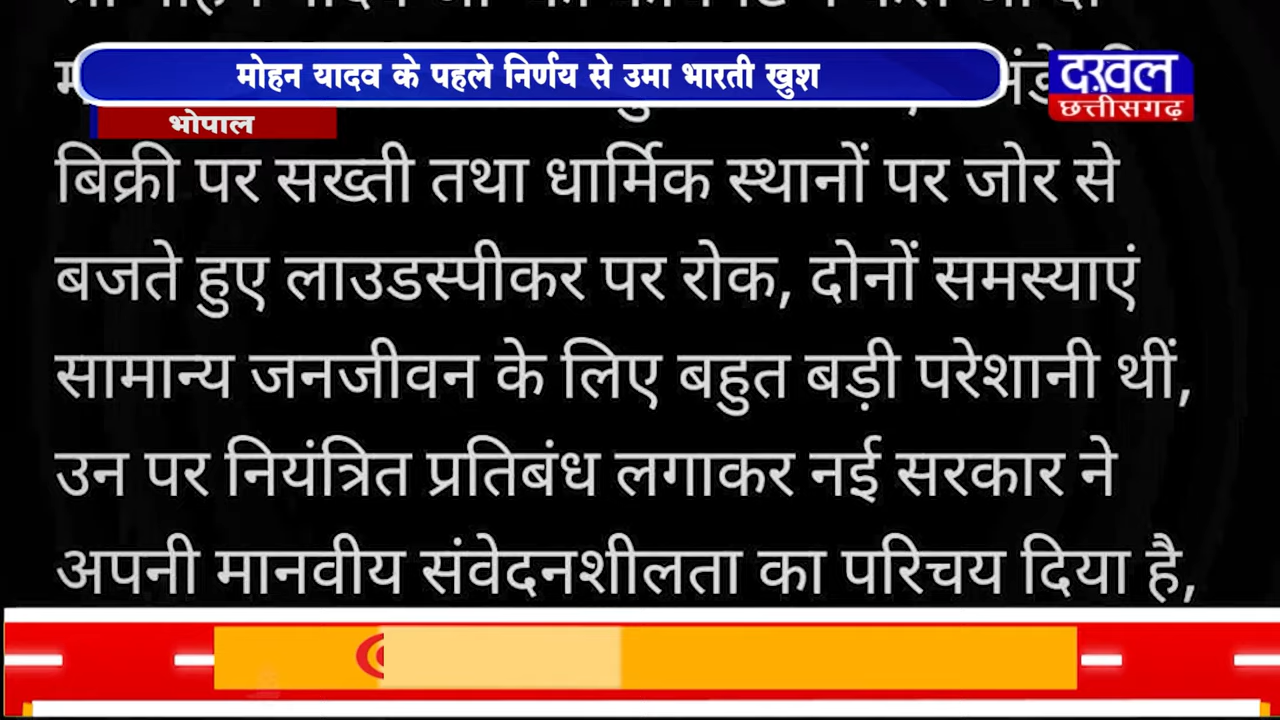 मोहन यादव के पहले निर्णय से उमा भारती खुश
दख़ल
छत्तीसगढ़
भोपाल
बिक्री पर सख्ती तथा धार्मिक स्थानों पर जोर से
बजते हुए लाउडस्पीकर पर रोक, दोनों समस्याएं
सामान्य जनजीवन के लिए बहुत बड़ी परेशानी थीं,
उन पर नियंत्रित प्रतिबंध लगाकर नई सरकार ने
अपनी मानवीय संवेदनशीलता का परिचय दिया है,